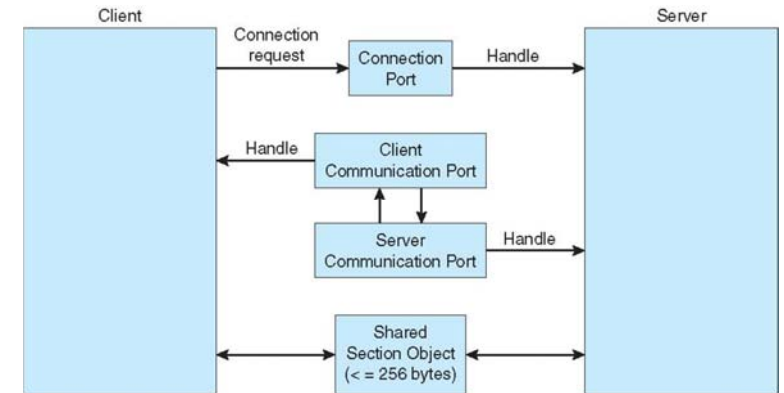 Client
Server
Connection
request
Connection
Port
Handle
Handle
Client
Communication Port
Server
Communication Port
Handle
Shared
Section Object
(< = 256 bytes)